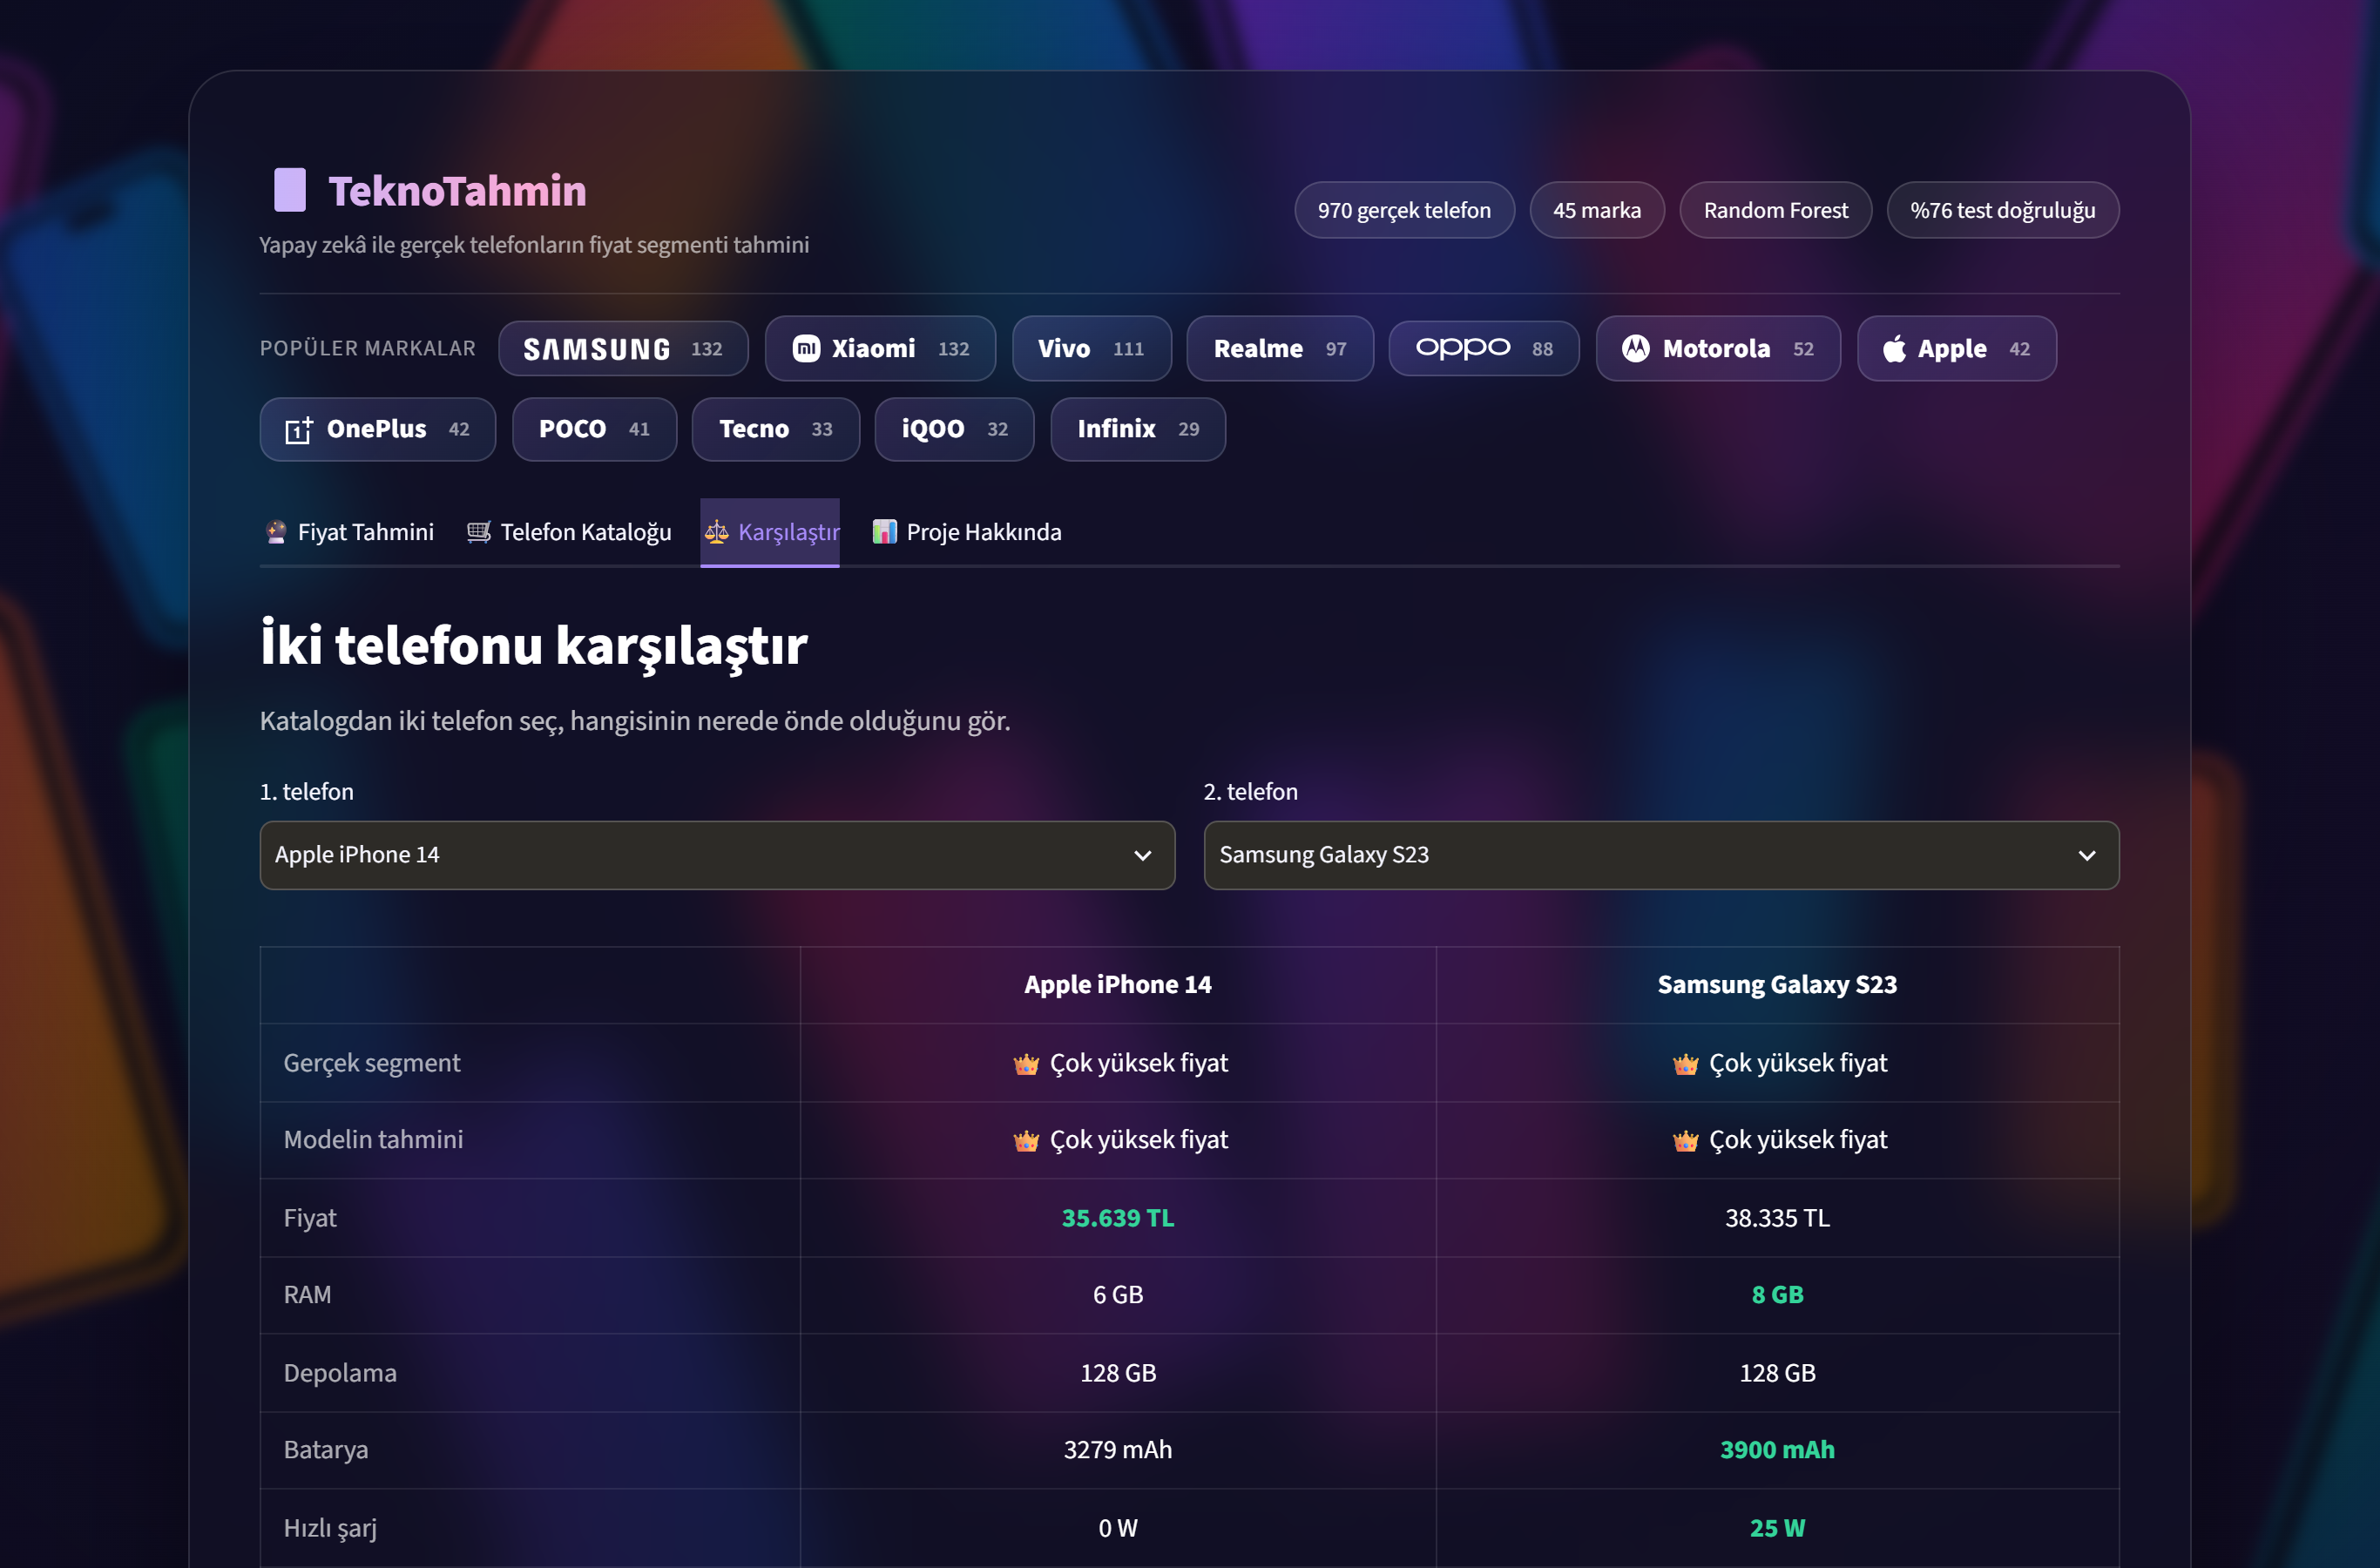 TeknoTahmin
Yapay zekâ ile gerçek telefonların fiyat segmenti tahmini
970 gerçek telefon
45 marka
Random Forest
%76 test doğruluğu
POPÜLER MARKALAR
SAMSUNG 132
Xiaomi 132
Vivo 111
Realme 97
oppo 88
Motorola 52
Apple 42
OnePlus 42
POCO 41
Tecno 33
iQOO 32
Infinix 29
Fiyat Tahmini
Telefon Kataloğu
Karşılaştır
Proje Hakkında
İki telefonu karşılaştır
Katalogdan iki telefon seç, hangisinin nerede önde olduğunu gör.
1. telefon
Apple iPhone 14
2. telefon
Samsung Galaxy S23
Apple iPhone 14 Samsung Galaxy S23
Gerçek segment Çok yüksek fiyat Çok yüksek fiyat
Modelin tahmini Çok yüksek fiyat Çok yüksek fiyat
Fiyat 35.639 TL 38.335 TL
RAM 6 GB 8 GB
Depolama 128 GB 128 GB
Batarya 3279 mAh 3900 mAh
Hızlı şarj 0 W 25 W